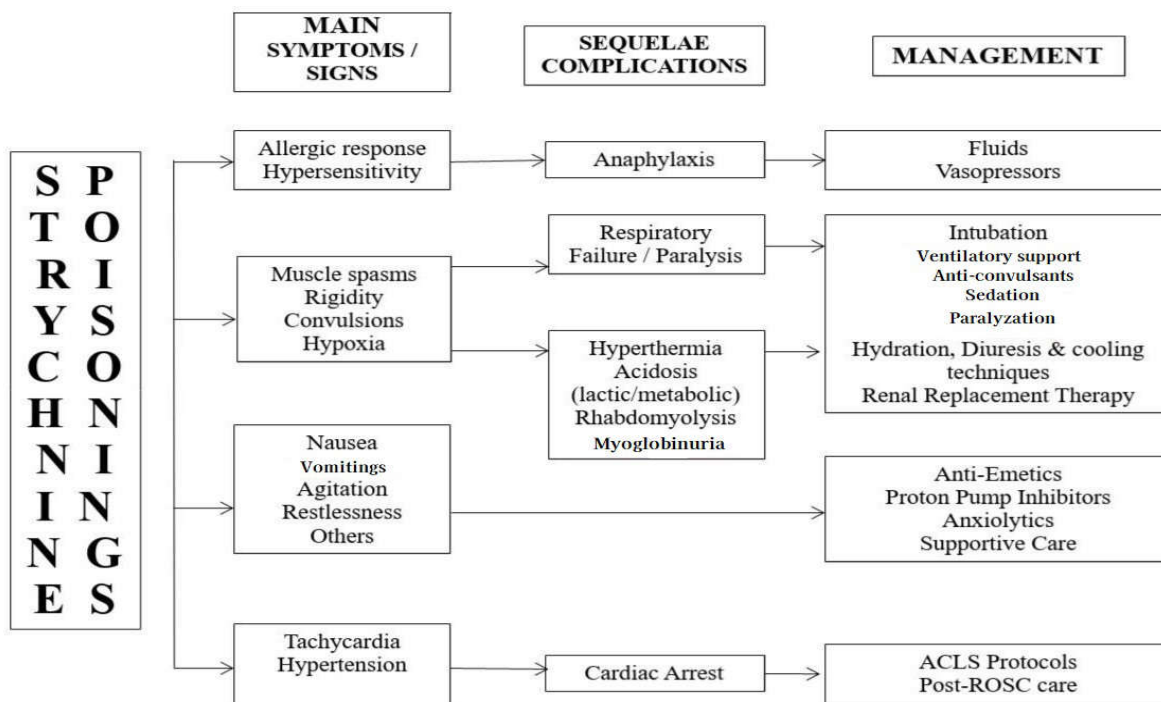 STRYCHNINE
POISONINGS
MAIN
SYMPTOMS /
SIGNS
SEQUELAE
COMPLICATIONS
MANAGEMENT
Allergic response
Hypersensitivity
Anaphylaxis
Fluids
Vasopressors
Muscle spasms
Rigidity
Convulsions
Hypoxia
Respiratory
Failure / Paralysis
Hyperthermia
Acidosis
(lactic/metabolic)
Rhabdomyolysis
Myoglobinuria
Intubation
Ventilatory support
Anti-convulsants
Sedation
Paralyzation
Hydration, Diuresis & cooling
techniques
Renal Replacement Therapy
Nausea
Vomitings
Agitation
Restlessness
Others
Anti-Emetics
Proton Pump Inhibitors
Anxiolytics
Supportive Care
Tachycardia
Hypertension
Cardiac Arrest
ACLS Protocols
Post-ROSC care